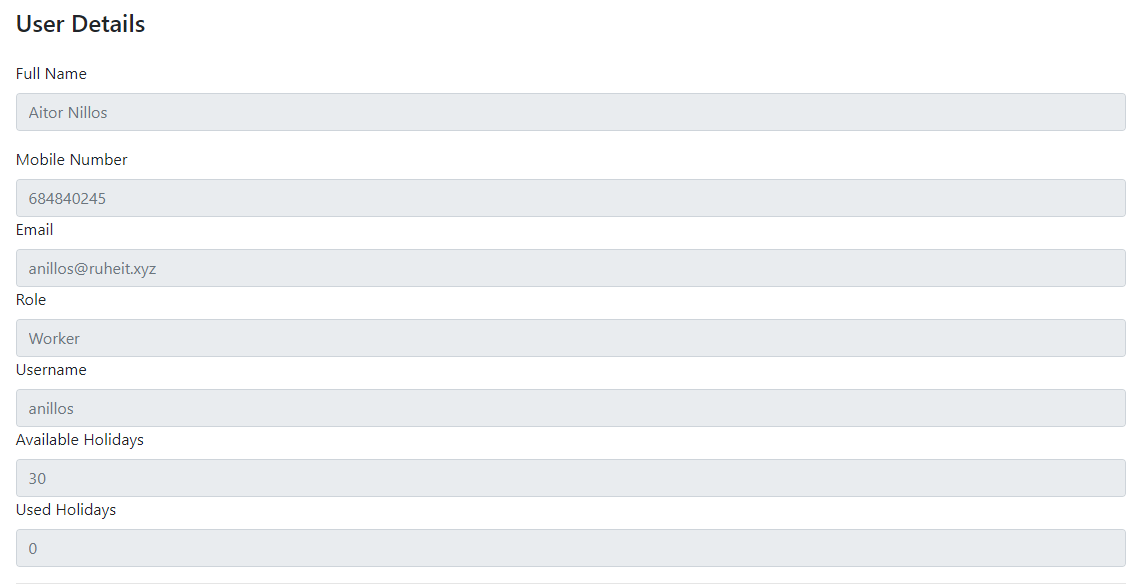 User Details
Full Name
Aitor Nillos
Mobile Number
684840245
Email
anillos@ruheit.xyz
Role
Worker
Username
anillos
Available Holidays
30
Used Holidays
0